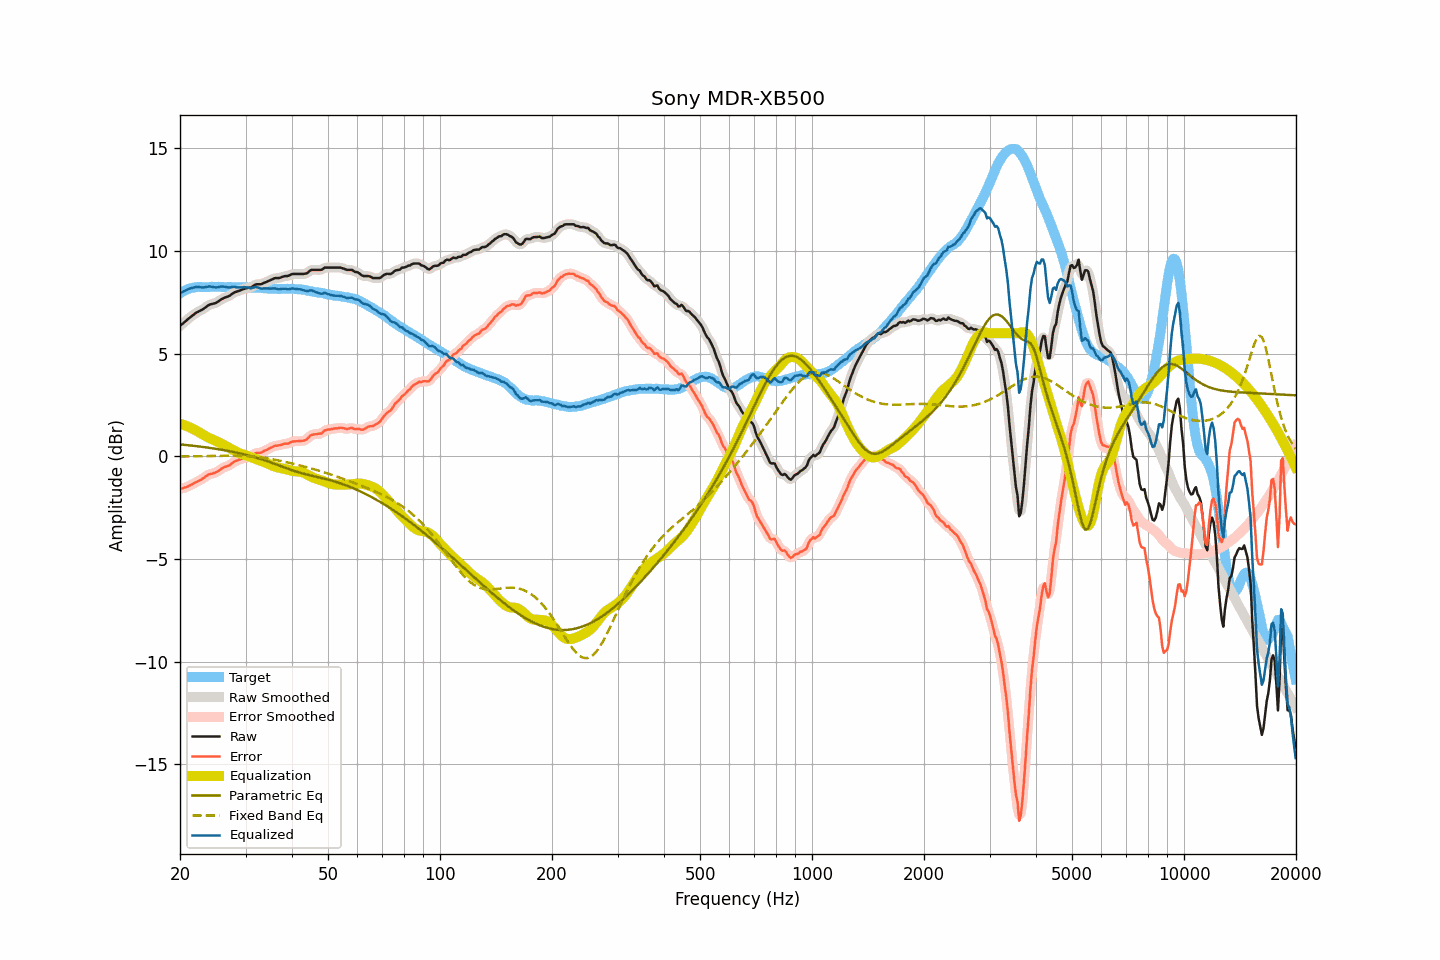 Sony MDR-XB500
15
10
5
0
−5
−10
−15
Amplitude (dBr)
Target
Raw Smoothed
Error Smoothed
Raw
Error
Equalization
Parametric Eq
Fixed Band Eq
Equalized
20 50 100 200 500 1000 2000 5000 10000 20000
Frequency (Hz)